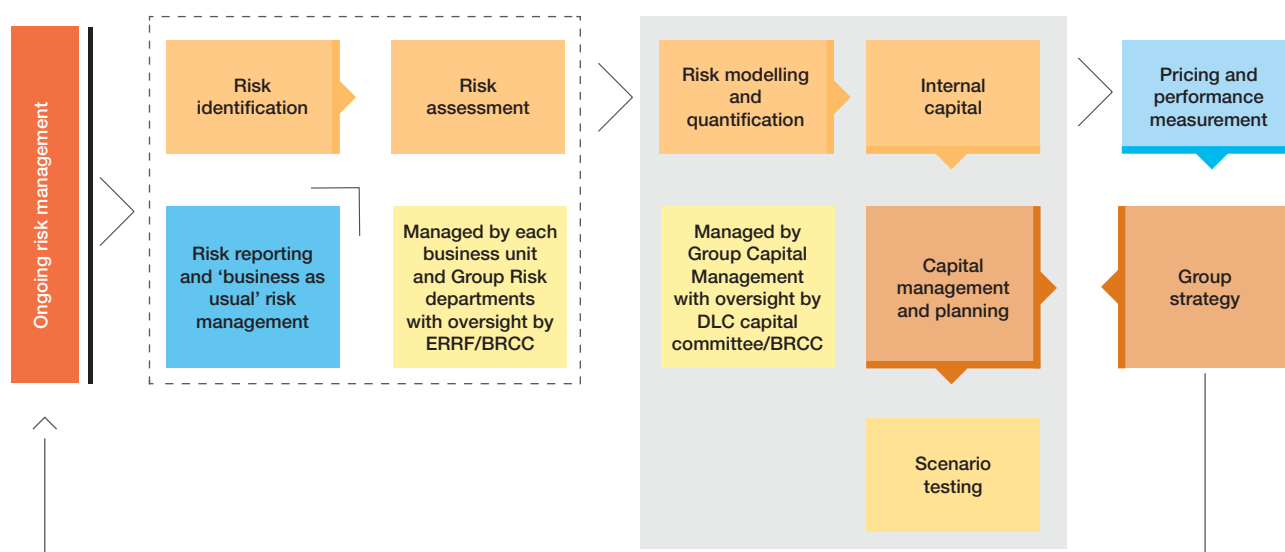 Ongoing risk management
Risk
identification
Risk
assessment
Risk modelling
and
quantification
Internal
capital
Pricing and
performance
measurement
Risk reporting
and ‘business as
usual’ risk
management
Managed by each
business unit
and Group Risk
departments
with oversight by
ERRF/BRCC
Managed by
Group Capital
Management
with oversight by
DLC capital
committee/BRCC
Capital
management
and planning
Group
strategy
Scenario
testing